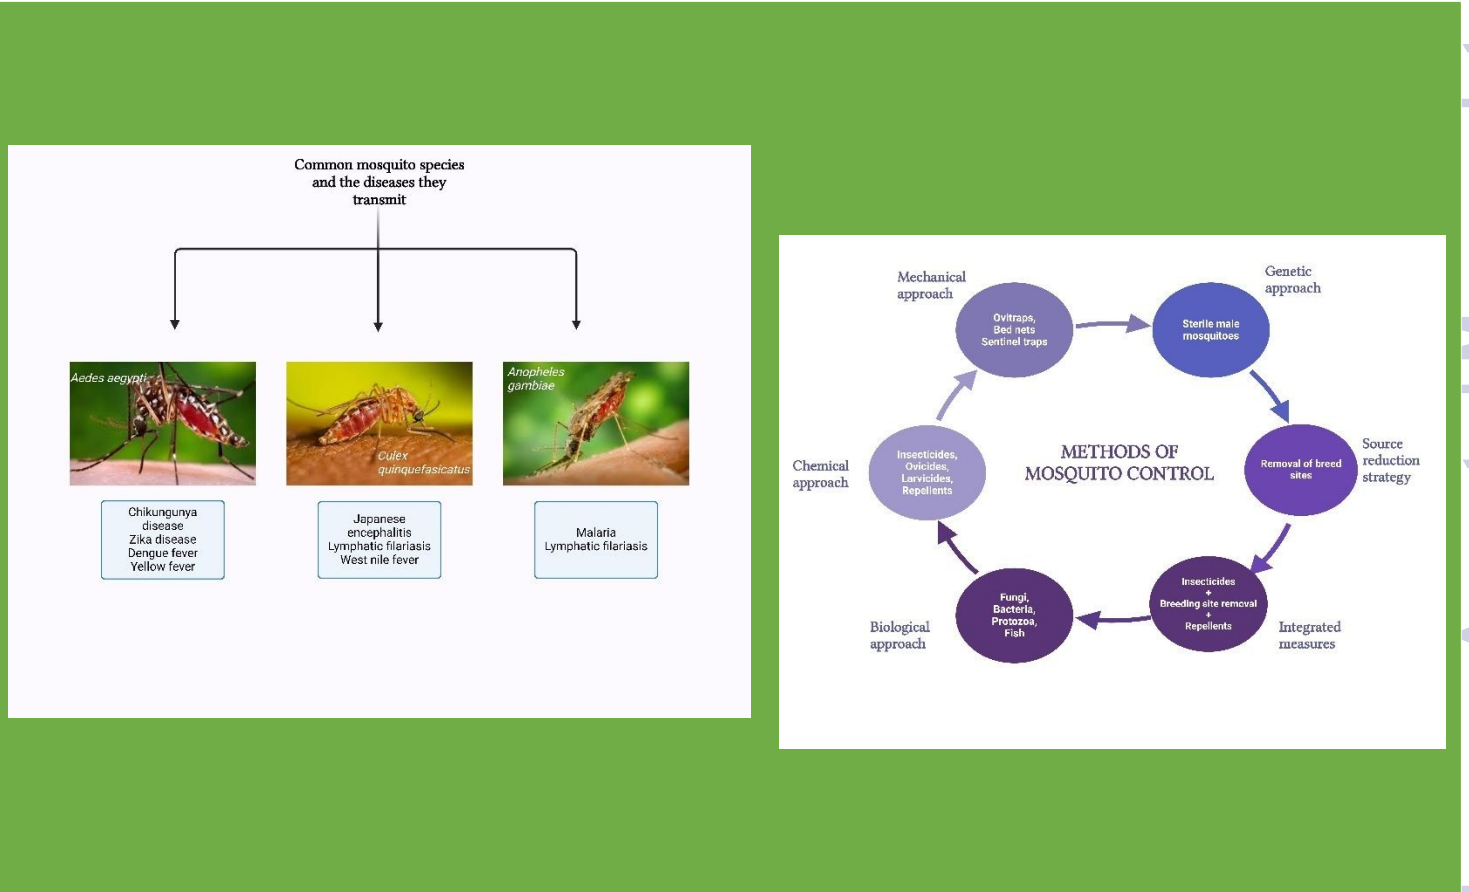 Common mosquito species
and the diseases they
transmit
Aedes aegypti
Culex
quinquefasicatus
Anopheles
gambiae
Chikungunya
disease
Zika disease
Dengue fever
Yellow fever
Japanese
encephalitis
Lymphatic filariasis
West nile fever
Malaria
Lymphatic filariasis
METHODS OF
MOSQUITO CONTROL
Mechanical
approach
Ovitraps,
Bed nets
Sentinel traps
Genetic
approach
Sterile male
mosquitoes
Source
reduction
strategy
Removal of breed
sites
Integrated
measures
Insecticides
+
Breeding site removal
+
Repellents
Biological
approach
Fungi,
Bacteria,
Protozoa,
Fish
Chemical
approach
Insecticides,
Ovicides,
Larvicides,
Repellents